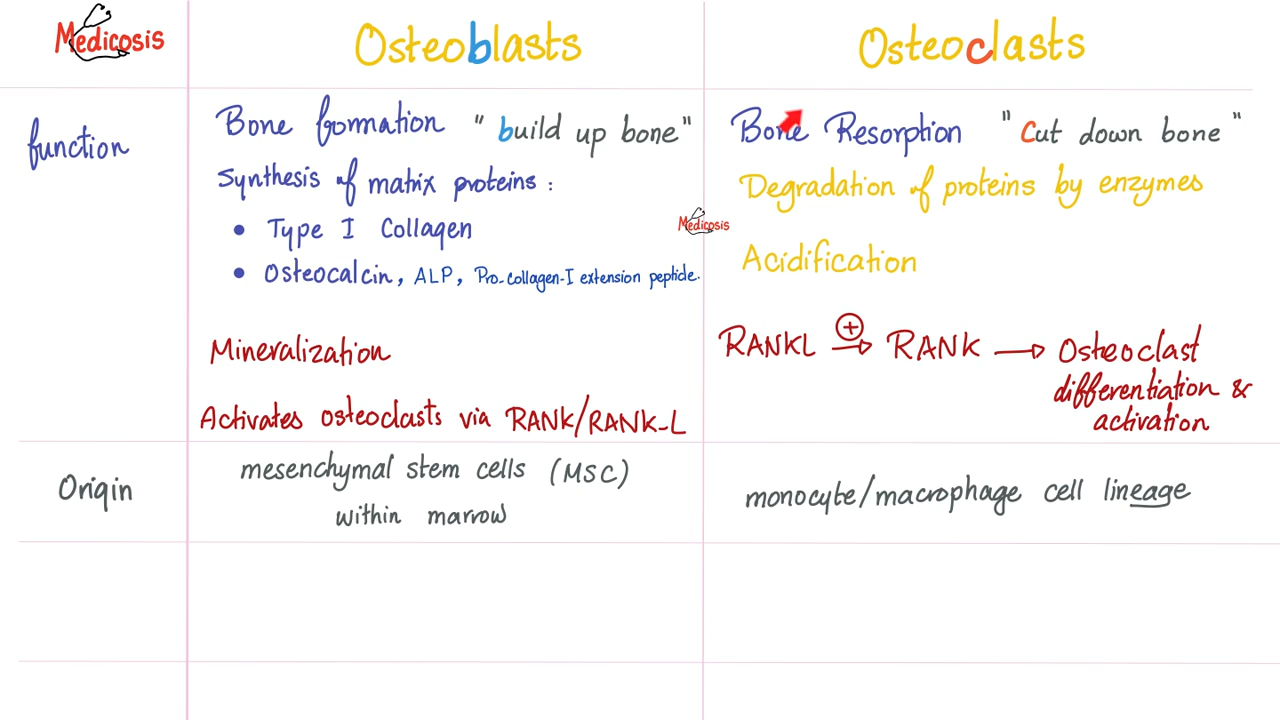 Medicosis
Osteoblasts
Osteoclasts
function
Bone formation "build up bone"
Synthesis of matrix proteins :
• Type I Collagen
• Osteocalcin, ALP, Pro-collagen-I extension peptide.
Mineralization
Activates osteoclasts via RANK/RANK-L
Bone Resorption "Cut down bone"
Degradation of proteins by enzymes
Medicosis
Acidification
RANKL + → RANK → Osteoclast
differentiation &
activation
Origin
mesenchymal stem cells (MSC)
within marrow
monocyte/macrophage cell lineage